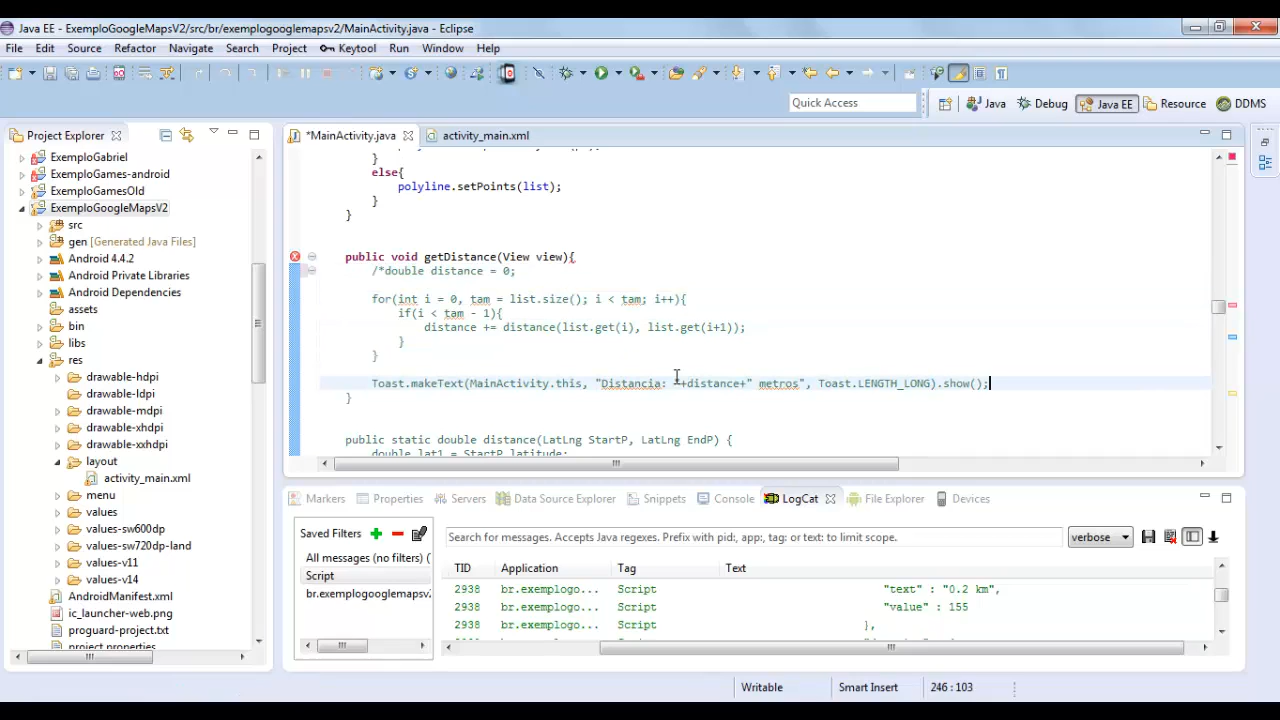 Java EE - ExemploGoogleMapsV2/src/br/exemplogooglemapsv2/MainActivity.java - Eclipse
File Edit Source Refactor Navigate Search Project Keytool Run Window Help
Quick Access
Java Debug Java EE Resource DDMS
Project Explorer
*MainActivity.java activity_main.xml
ExemploGabriel
ExemploGames-android
ExemploGamesOld
ExemploGoogleMapsV2
src
gen [Generated Java Files]
Android 4.4.2
Android Private Libraries
Android Dependencies
assets
bin
libs
res
drawable-hdpi
drawable-ldpi
drawable-mdpi
drawable-xhdpi
drawable-xxhdpi
layout
activity_main.xml
menu
values
values-sw600dp
values-sw720dp-land
values-v11
values-v14
AndroidManifest.xml
ic_launcher-web.png
proguard-project.txt
project.properties
}
else{
polyline.setPoints(list);
}
}
public void getDistance(View view){
/*double distance = 0;
for(int i = 0, tam = list.size(); i < tam; i++){
if(i < tam - 1){
distance += distance(list.get(i), list.get(i+1));
}
}
Toast.makeText(MainActivity.this, "Distancia: "+distance+" metros", Toast.LENGTH_LONG).show();
}
public static double distance(LatLng StartP, LatLng EndP) {
double lat1 = StartP.latitude;
Markers Properties Servers Data Source Explorer Snippets Console LogCat File Explorer Devices
Saved Filters
All messages (no filters) (
Script
br.exemplogooglemapsv.
Search for messages. Accepts Java regexes. Prefix with pid:, app:, tag: or text: to limit scope.
verbose
TID Application Tag Text
2938 br.exemplogo... Script "text" : "0.2 km",
2938 br.exemplogo... Script "value" : 155
2938 br.exemplogo... Script },
Writable Smart Insert 246 : 103